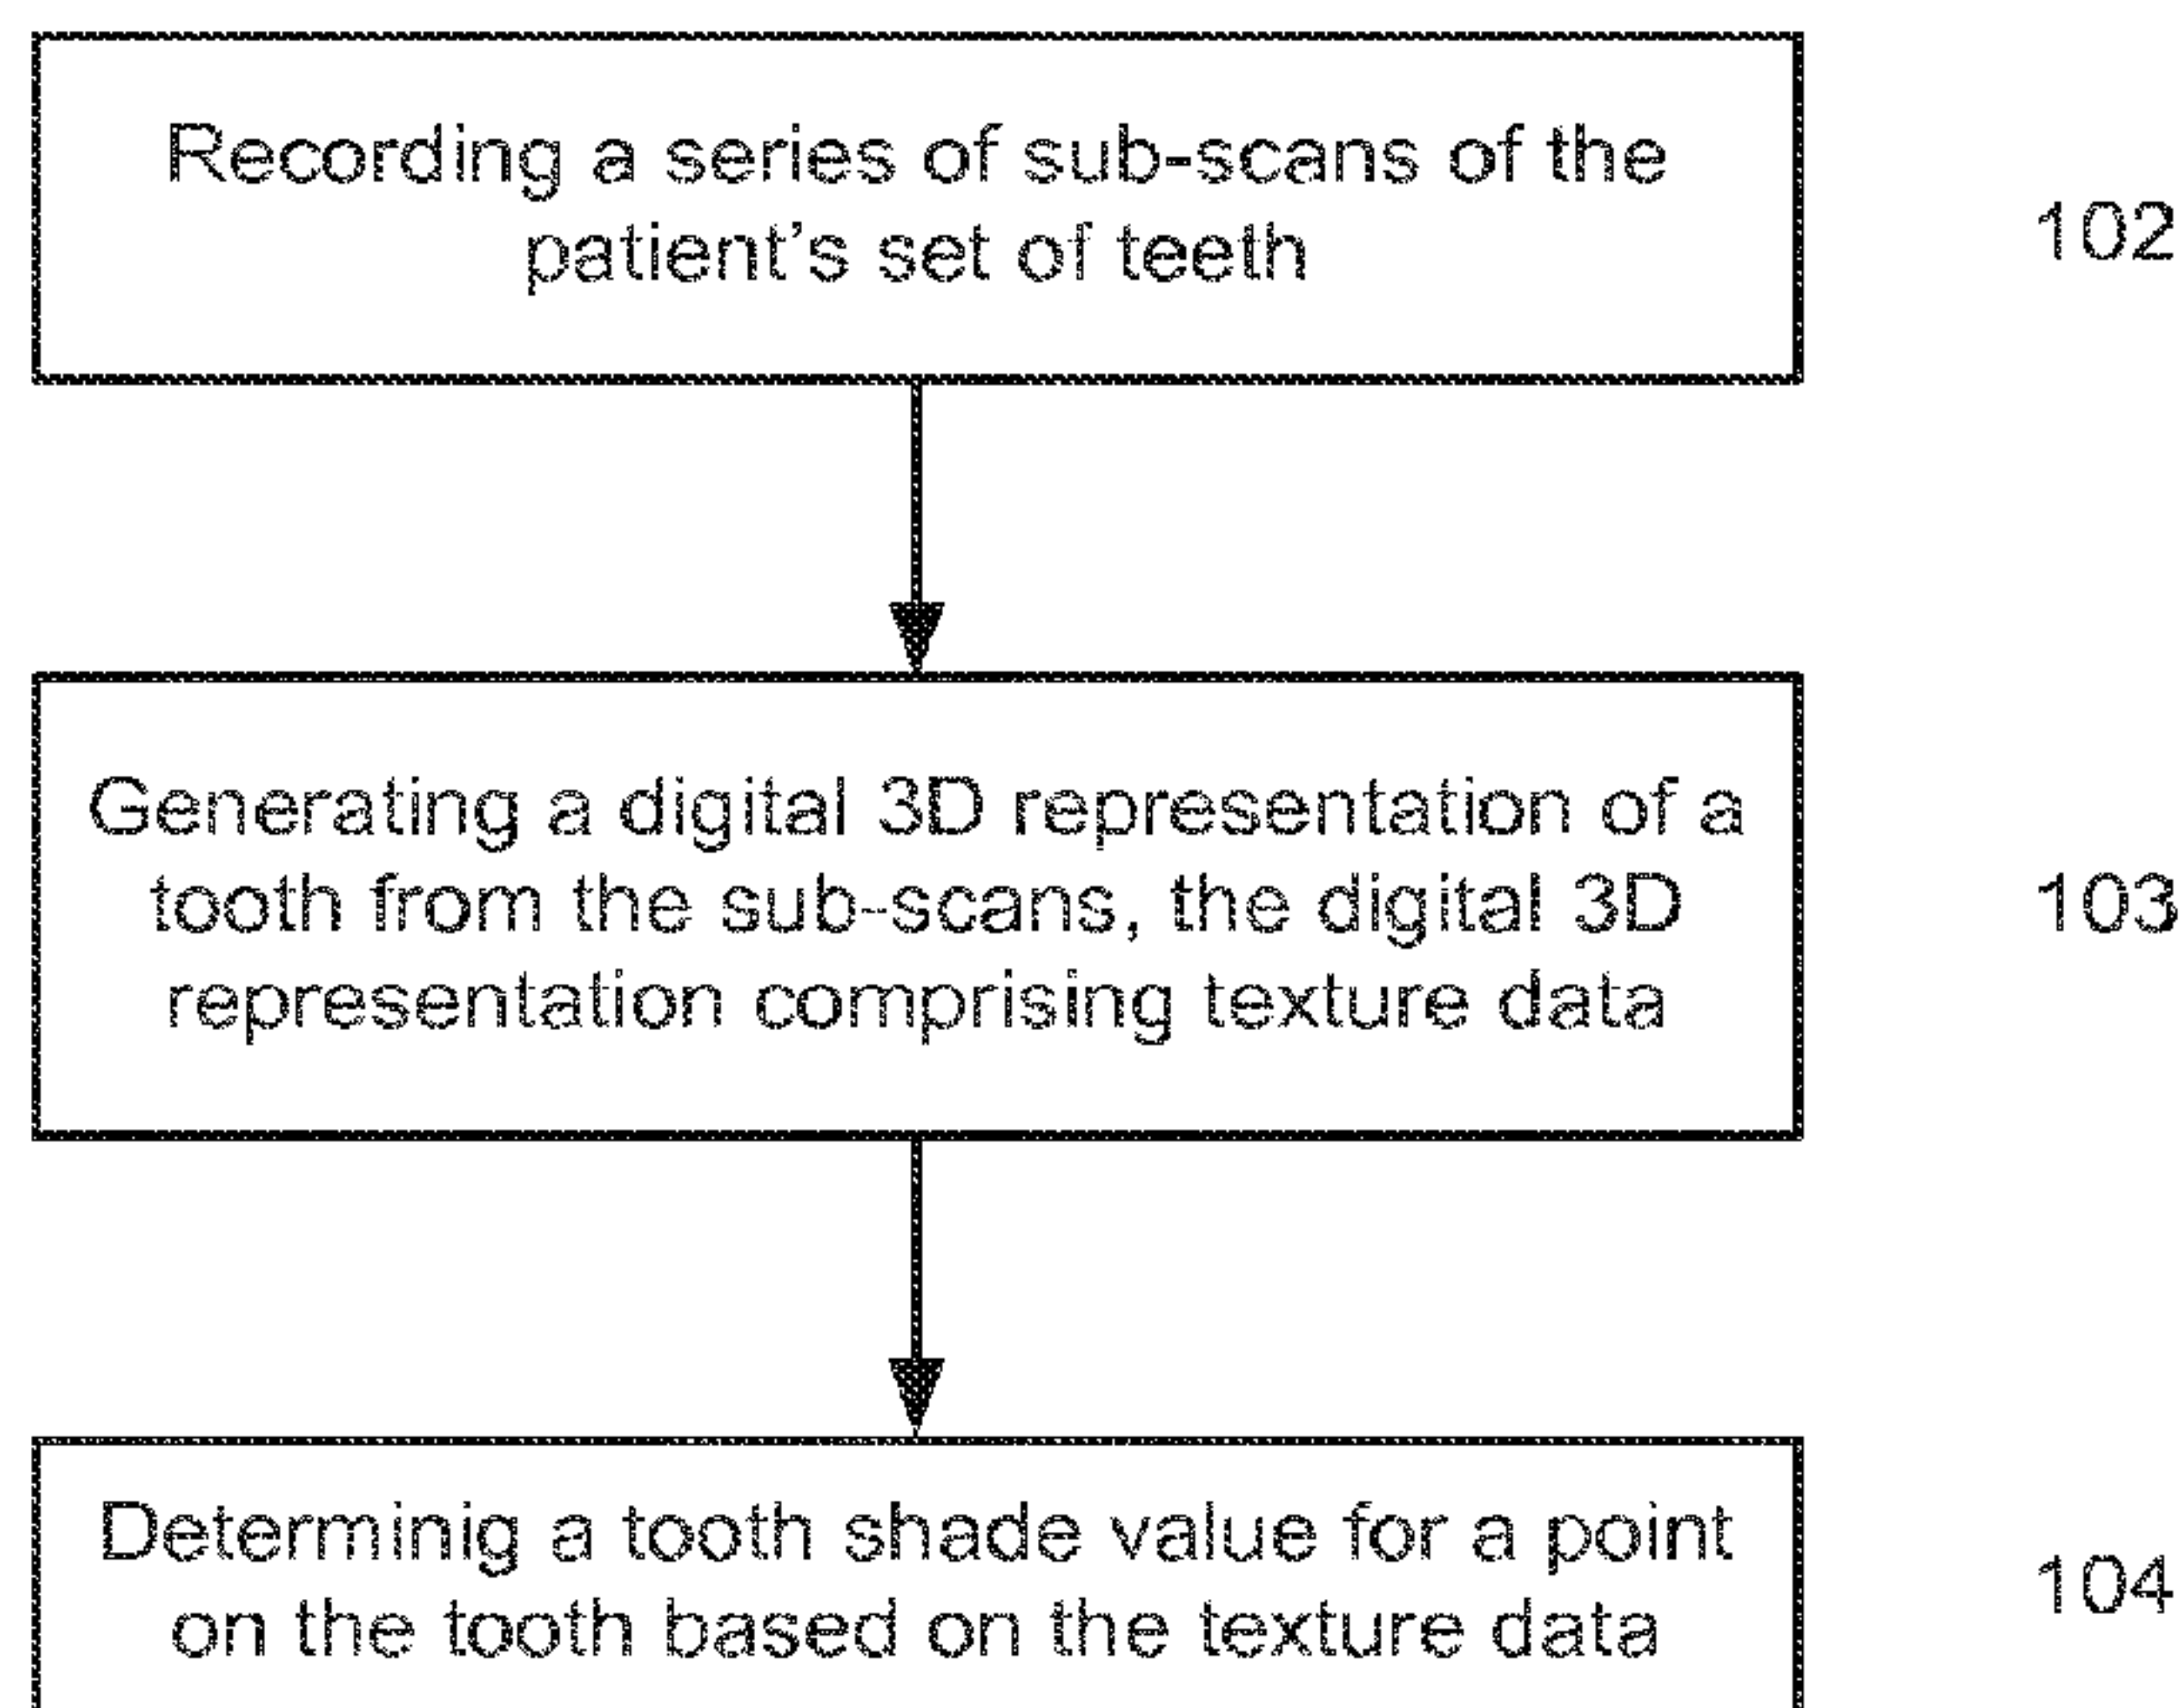 Recording a series of sub-scans of the
patient's set of teeth
102
Generating a digital 3D representation of a
tooth from the sub-scans, the digital 3D
representation comprising texture data
103
Determinig a tooth shade value for a point
on the tooth based on the texture data
104